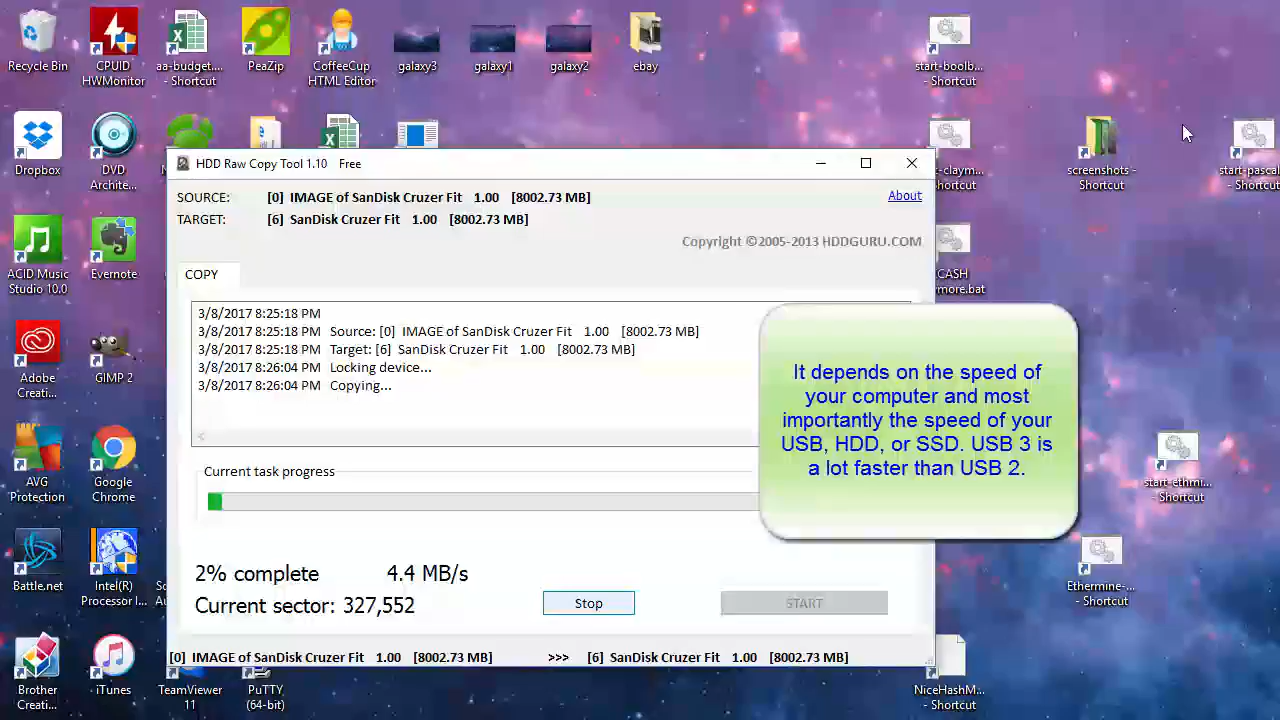 Recycle Bin
CPUID
HWMonitor
aa-budget....
- Shortcut
PeaZip
CoffeeCup
HTML Editor
galaxy3
galaxy1
galaxy2
ebay
start-boolb...
- Shortcut
Dropbox
DVD
Archite...
-claym...
Shortcut
screenshots -
Shortcut
start-pascal
Shortcut
HDD Raw Copy Tool 1.10 Free
SOURCE: [0] IMAGE of SanDisk Cruzer Fit 1.00 [8002.73 MB]
About
TARGET: [6] SanDisk Cruzer Fit 1.00 [8002.73 MB]
Copyright ©2005-2013 HDDGURU.COM
COPY
3/8/2017 8:25:18 PM
3/8/2017 8:25:18 PM Source: [0] IMAGE of SanDisk Cruzer Fit 1.00 [8002.73 MB]
3/8/2017 8:25:18 PM Target: [6] SanDisk Cruzer Fit 1.00 [8002.73 MB]
3/8/2017 8:26:04 PM Locking device...
3/8/2017 8:26:04 PM Copying...
It depends on the speed of
your computer and most
importantly the speed of your
USB, HDD, or SSD. USB 3 is
a lot faster than USB 2.
Current task progress
2% complete 4.4 MB/s
Current sector: 327,552
Stop
START
[0] IMAGE of SanDisk Cruzer Fit 1.00 [8002.73 MB] >>> [6] SanDisk Cruzer Fit 1.00 [8002.73 MB]
ACID Music
Studio 10.0
Evernote
CASH
ymore.bat
Adobe
Creati...
GIMP 2
AVG
Protection
Google
Chrome
start-ethmi...
- Shortcut
Battle.net
Intel(R)
Processor I...
Ethermine-...
- Shortcut
Brother
Creati...
iTunes
TeamViewer
11
PuTTY
(64-bit)
NiceHashM...
- Shortcut